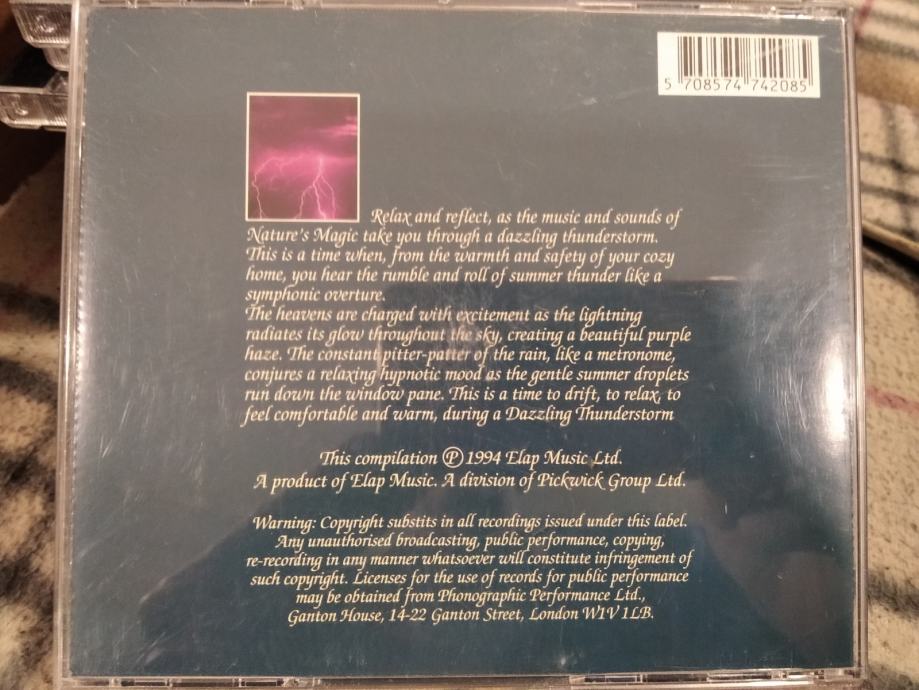 5 708574 742085
Relax and reflect, as the music and sounds of
Nature's Magic take you through a dazzling thunderstorm.
This is a time when, from the warmth and safety of your cozy
home, you hear the rumble and roll of summer thunder like a
symphonic overture.
The heavens are charged with excitement as the lightning
radiates its glow throughout the sky, creating a beautiful purple
haze. The constant pitter-patter of the rain, like a metronome,
conjures a relaxing hypnotic mood as the gentle summer droplets
run down the window pane. This is a time to drift, to relax, to
feel comfortable and warm, during a Dazzling Thunderstorm
This compilation ℗ 1994 Elap Music Ltd.
A product of Elap Music. A division of Pickwick Group Ltd.
Warning: Copyright substits in all recordings issued under this label.
Any unauthorised broadcasting, public performance, copying,
re-recording in any manner whatsoever will constitute infringement of
such copyright. Licenses for the use of records for public performance
may be obtained from Phonographic Performance Ltd.,
Ganton House, 14-22 Ganton Street, London W1V 1LB.